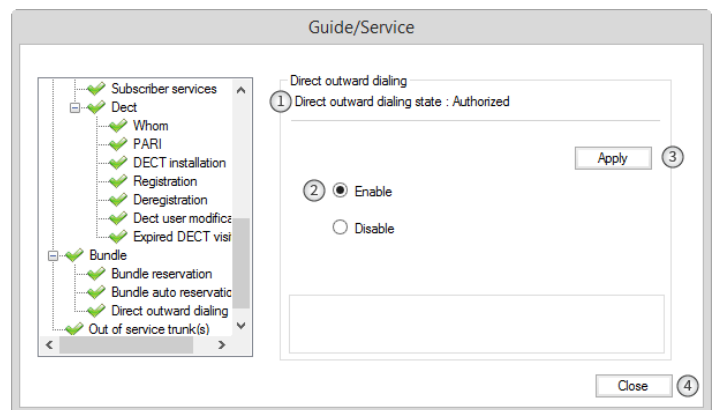 Guide/Service
Subscriber services
Dect
Whom
PARI
DECT installation
Registration
Deregistration
Dect user modifica
Expired DECT visi
Bundle
Bundle reservation
Bundle auto reservatic
Direct outward dialing
Out of service trunk(s)
Direct outward dialing
1 Direct outward dialing state : Authorized
Apply 3
2 Enable
Disable
Close 4